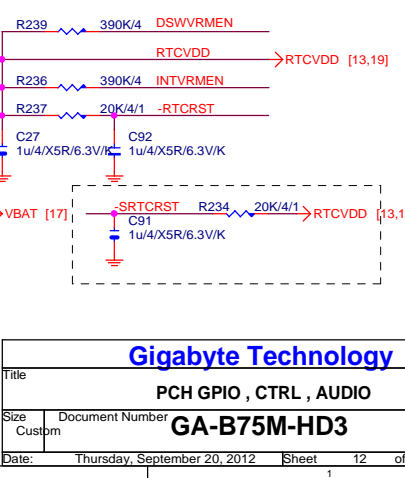 R239 390K/4 DSWVRMEN
RTCVDD
RTCVDD [13,19]
R236 390K/4 INTVRMEN
R237 20K/4/1 -RTCRST
C27 C92
1u/4/X5R/6.3V/K 1u/4/X5R/6.3V/K
VBAT [17] -SRTCRST R234 20K/4/1 RTCVDD [13,1
C91
1u/4/X5R/6.3V/K
Gigabyte Technology
Title
PCH GPIO , CTRL , AUDIO
Size Document Number
Custom GA-B75M-HD3
Date: Thursday, September 20, 2012 Sheet 12 of
1